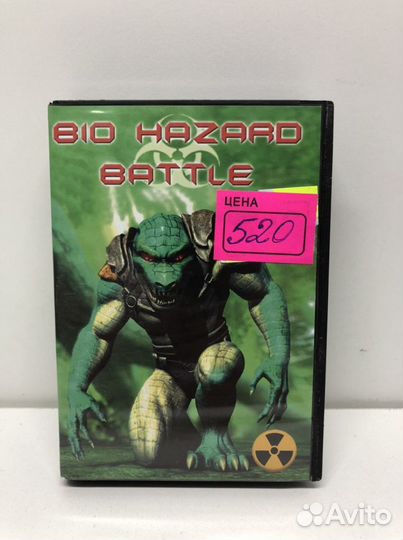 BIO HAZARD
BATTLE
ЦЕНА
520
Avito